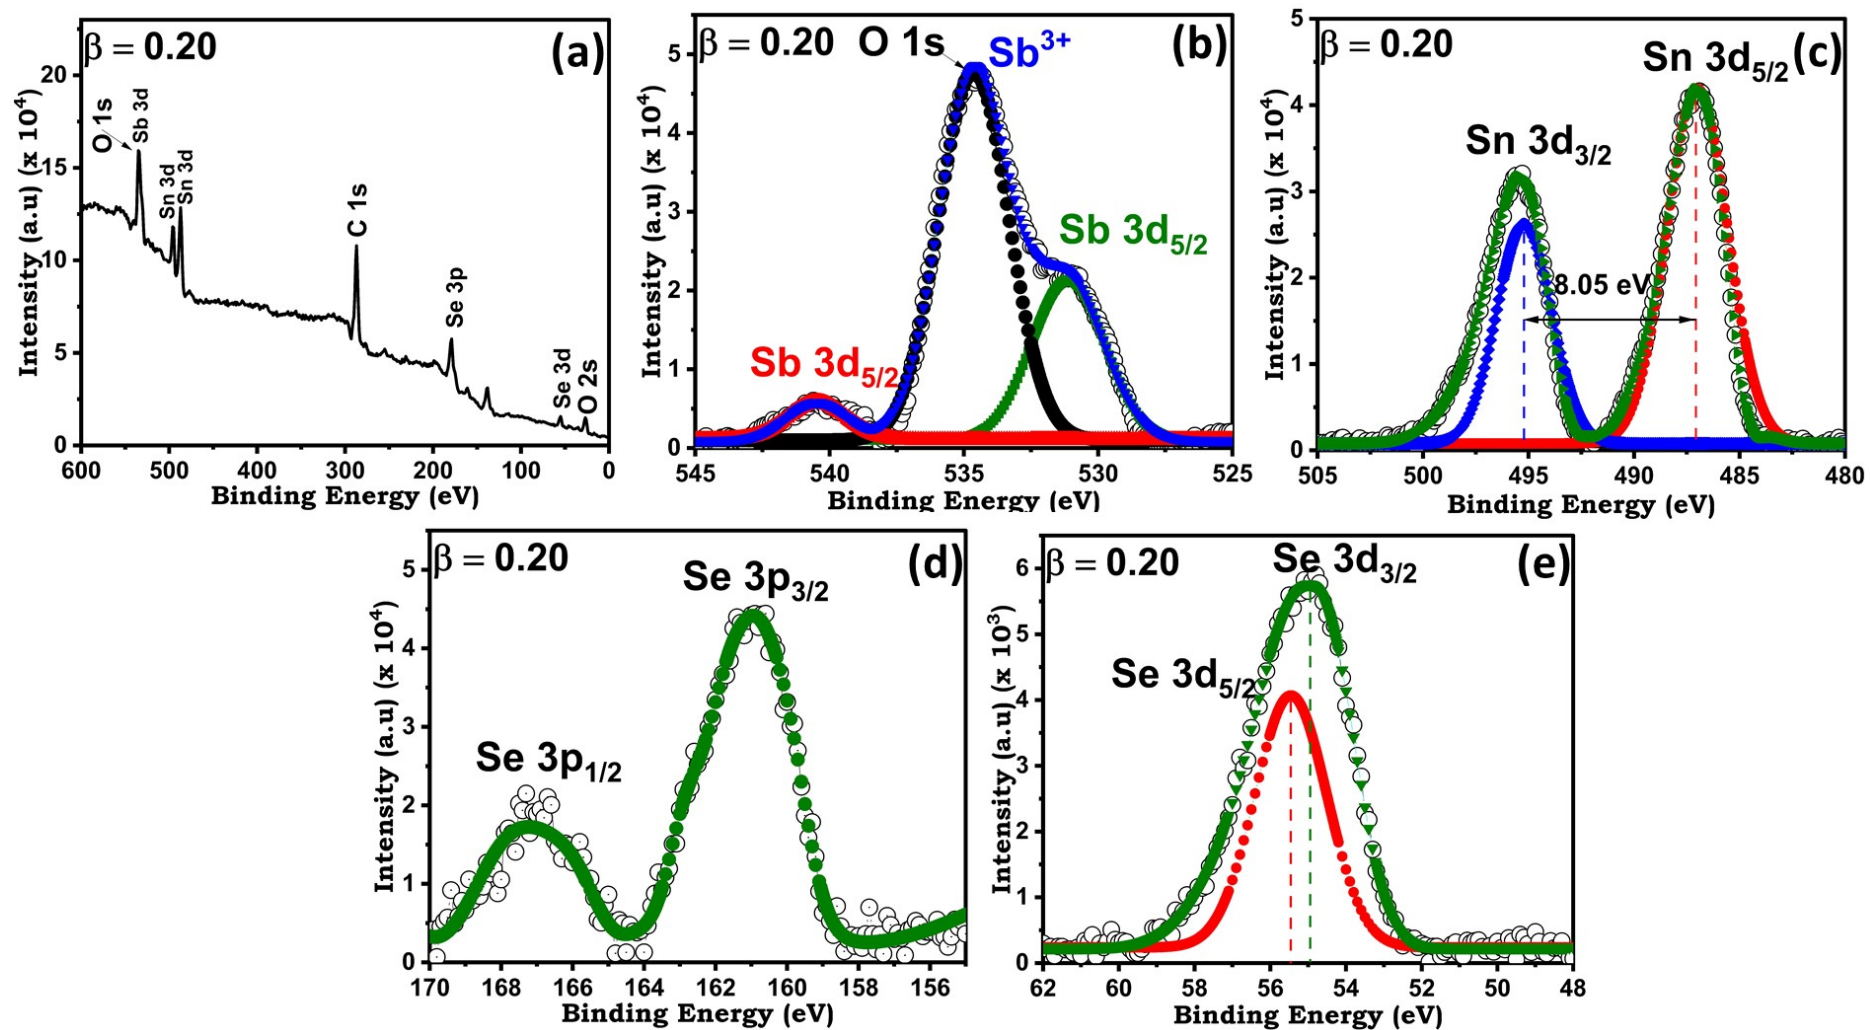 β = 0.20
(a)
O 1s
Sb 3d
Sn 3d
Sn 3d
C 1s
Se 3p
Se 3d
O 2s
Intensity (a.u) (x 10⁴)
20
15
10
5
0
600 500 400 300 200 100 0
Binding Energy (eV)
β = 0.20 O 1s
(b)
Sb³⁺
Sb 3d₅/₂
Sb 3d₅/₂
Intensity (a.u) (x 10⁴)
5
4
3
2
1
0
545 540 535 530 525
Binding Energy (eV)
β = 0.20
Sn 3d₅/₂
(c)
Sn 3d₃/₂
8.05 eV
Intensity (a.u) (x 10⁴)
5
4
3
2
1
0
505 500 495 490 485 480
Binding Energy (eV)
β = 0.20
(d)
Se 3p₃/₂
Se 3p₁/₂
Intensity (a.u) (x 10⁴)
5
4
3
2
1
0
170 168 166 164 162 160 158 156
Binding Energy (eV)
β = 0.20
Se 3d₃/₂
(e)
Se 3d₅/₂
Intensity (a.u) (x 10³)
6
5
4
3
2
1
0
62 60 58 56 54 52 50 48
Binding Energy (eV)